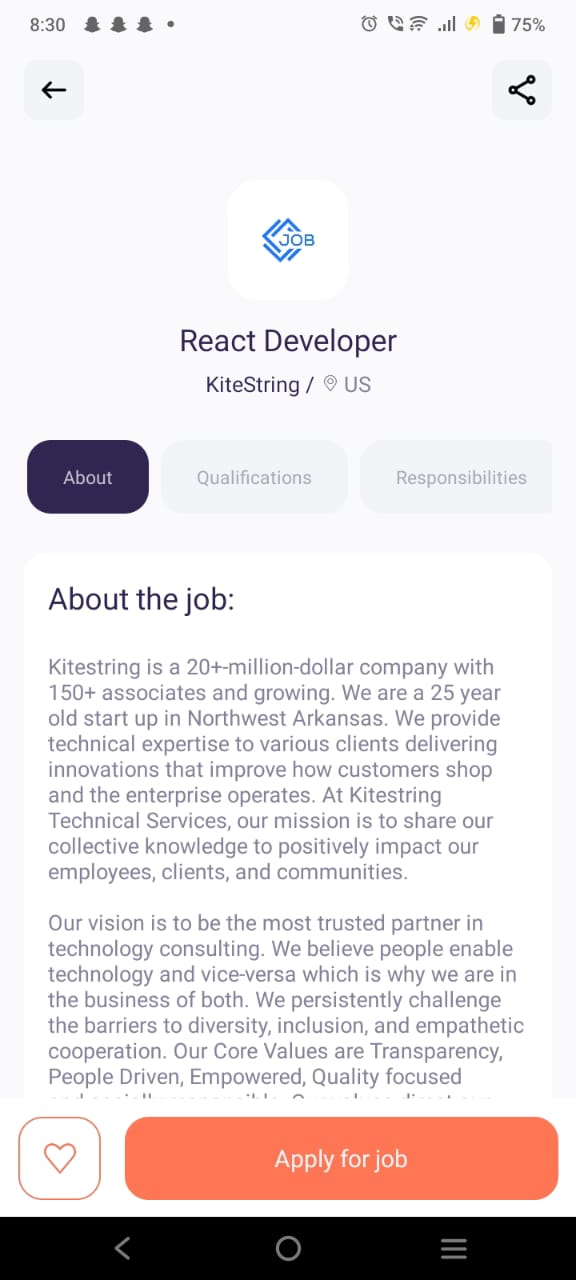 8:30
75%
JOB
React Developer
KiteString / US
About
Qualifications
Responsibilities
About the job:
Kitestring is a 20+-million-dollar company with
150+ associates and growing. We are a 25 year
old start up in Northwest Arkansas. We provide
technical expertise to various clients delivering
innovations that improve how customers shop
and the enterprise operates. At Kitestring
Technical Services, our mission is to share our
collective knowledge to positively impact our
employees, clients, and communities.
Our vision is to be the most trusted partner in
technology consulting. We believe people enable
technology and vice-versa which is why we are in
the business of both. We persistently challenge
the barriers to diversity, inclusion, and empathetic
cooperation. Our Core Values are Transparency,
People Driven, Empowered, Quality focused
Apply for job